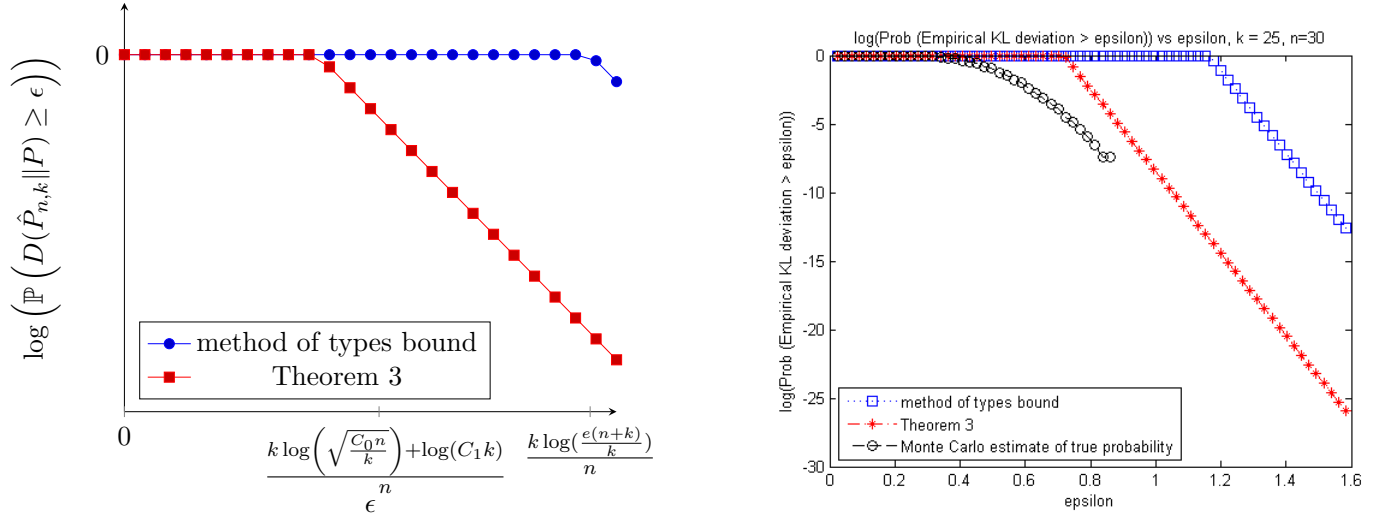 0
log (ℙ (D(P̂ₙ,ₖ||P) ≥ ϵ))
method of types bound
Theorem 3
0
k log(√(C₀n/k))+log(C₁k) / n
k log(e(n+k)/k) / n
ϵ
log(Prob (Empirical KL deviation > epsilon)) vs epsilon, k = 25, n=30
0
-5
-10
-15
-20
-25
-30
log(Prob (Empirical KL deviation > epsilon))
method of types bound
Theorem 3
Monte Carlo estimate of true probability
0 0.2 0.4 0.6 0.8 1 1.2 1.4 1.6
epsilon